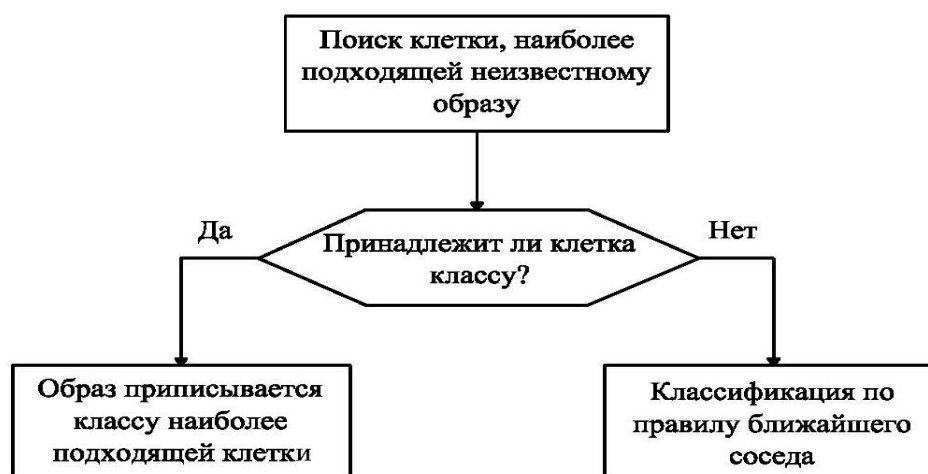 Поиск клетки, наиболее
подходящей неизвестному
образу
Да
Принадлежит ли клетка
классу?
Нет
Образ приписывается
классу наиболее
подходящей клетки
Классификация по
правилу ближайшего
соседа